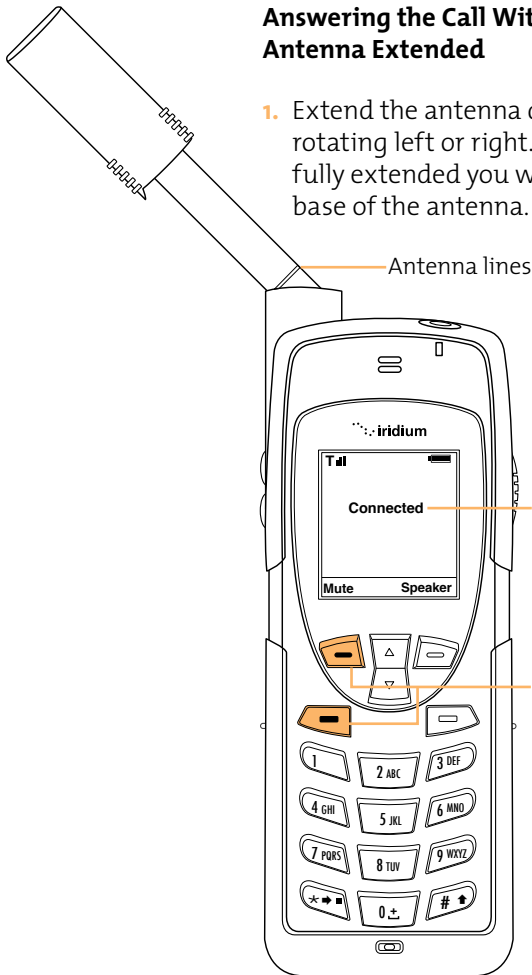 Answering the Call Wit
Antenna Extended
1. Extend the antenna
rotating left or right.
fully extended you w
base of the antenna.
Antenna lines
iridium
T
Connected
Mute Speaker
1 2 ABC 3 DEF
4 GHI 5 JKL 6 MNO
7 PQRS 8 TUV 9 WXYZ
* 0 + #